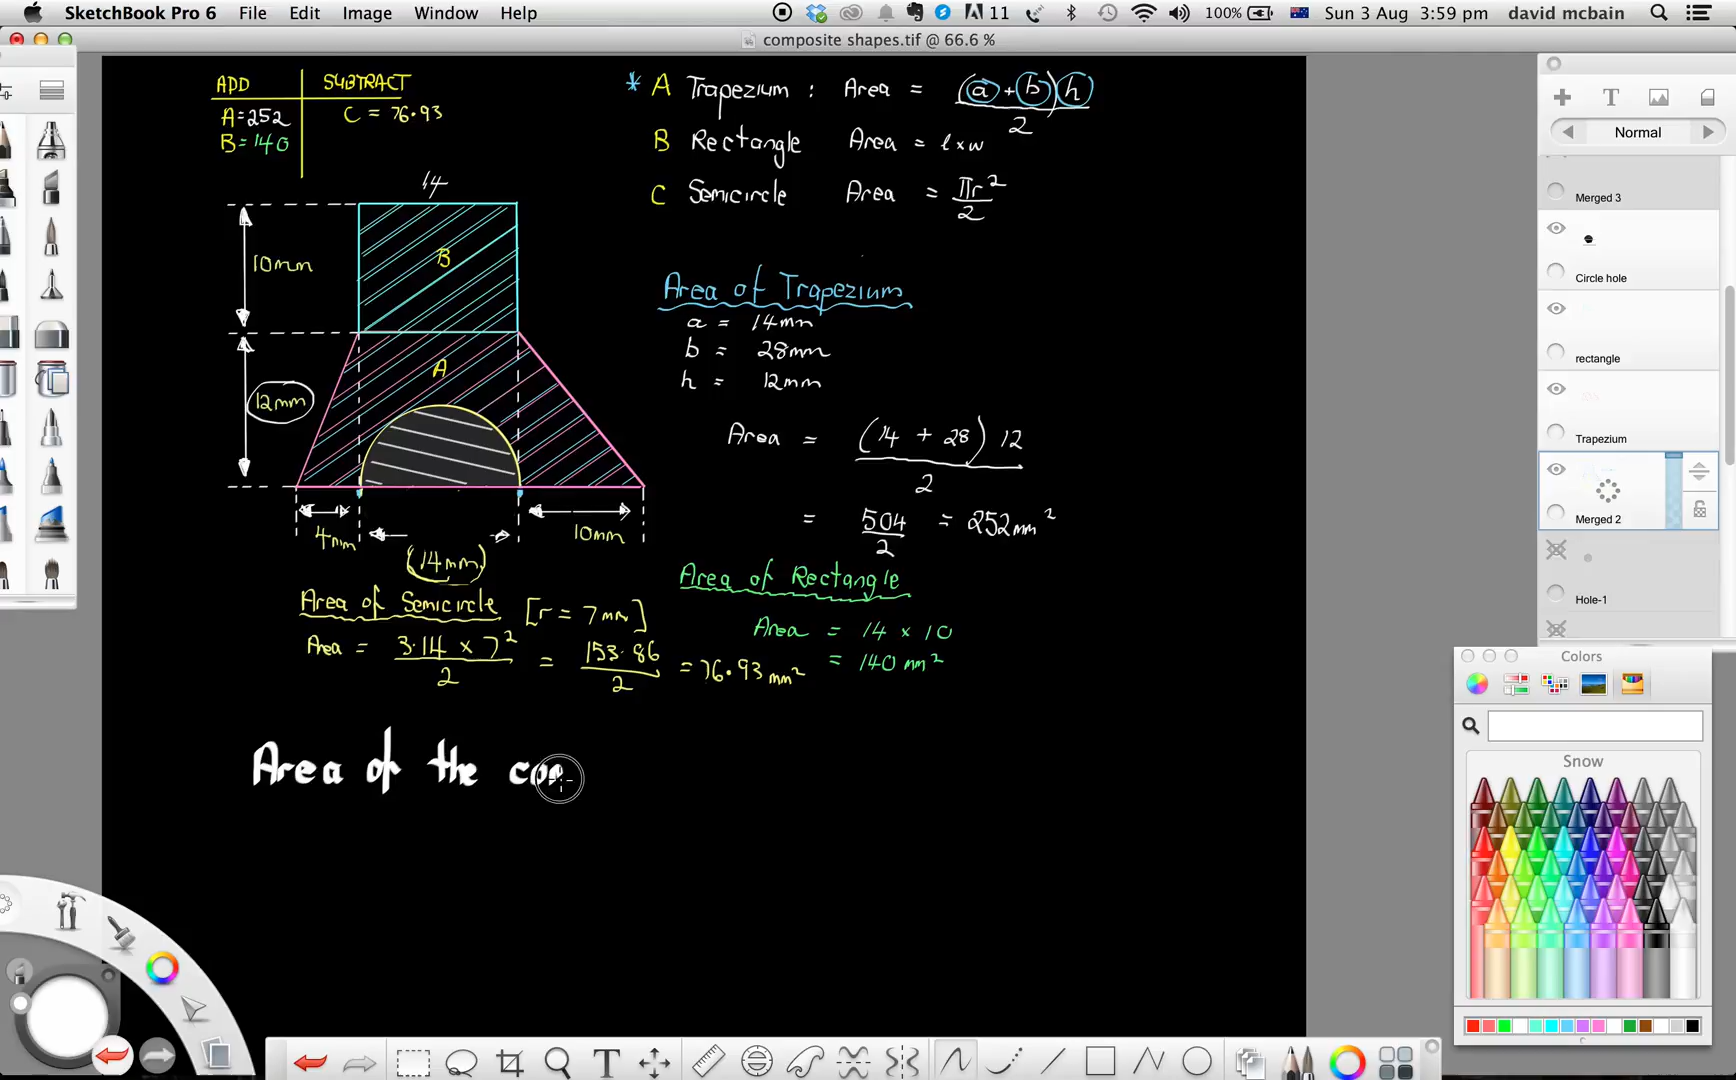 SketchBook Pro 6 File Edit Image Window Help 11 100% Sun 3 Aug 3:59 pm david mcbain
composite shapes.tif @ 66.6 %
ADD SUBTRACT
A=252 C = 76.93
B=140
* A Trapezium : Area = (a+b)h
2
B Rectangle Area = l×w
C Semicircle Area = πr²
2
14
10mm
B
12mm
A
4mm 14mm 10mm
Area of Trapezium
a = 14mm
b = 28mm
h = 12mm
Area = (14 + 28) 12
2
= 504 = 252mm²
2
Area of Rectangle
Area = 14 × 10
= 140 mm²
Area of Semicircle [r = 7mm]
Area = 3.14 × 7² = 153.86 = 76.93 mm²
2 2
Area of the com
Normal
Merged 3
Circle hole
rectangle
Trapezium
Merged 2
Hole-1
Colors
Snow
T